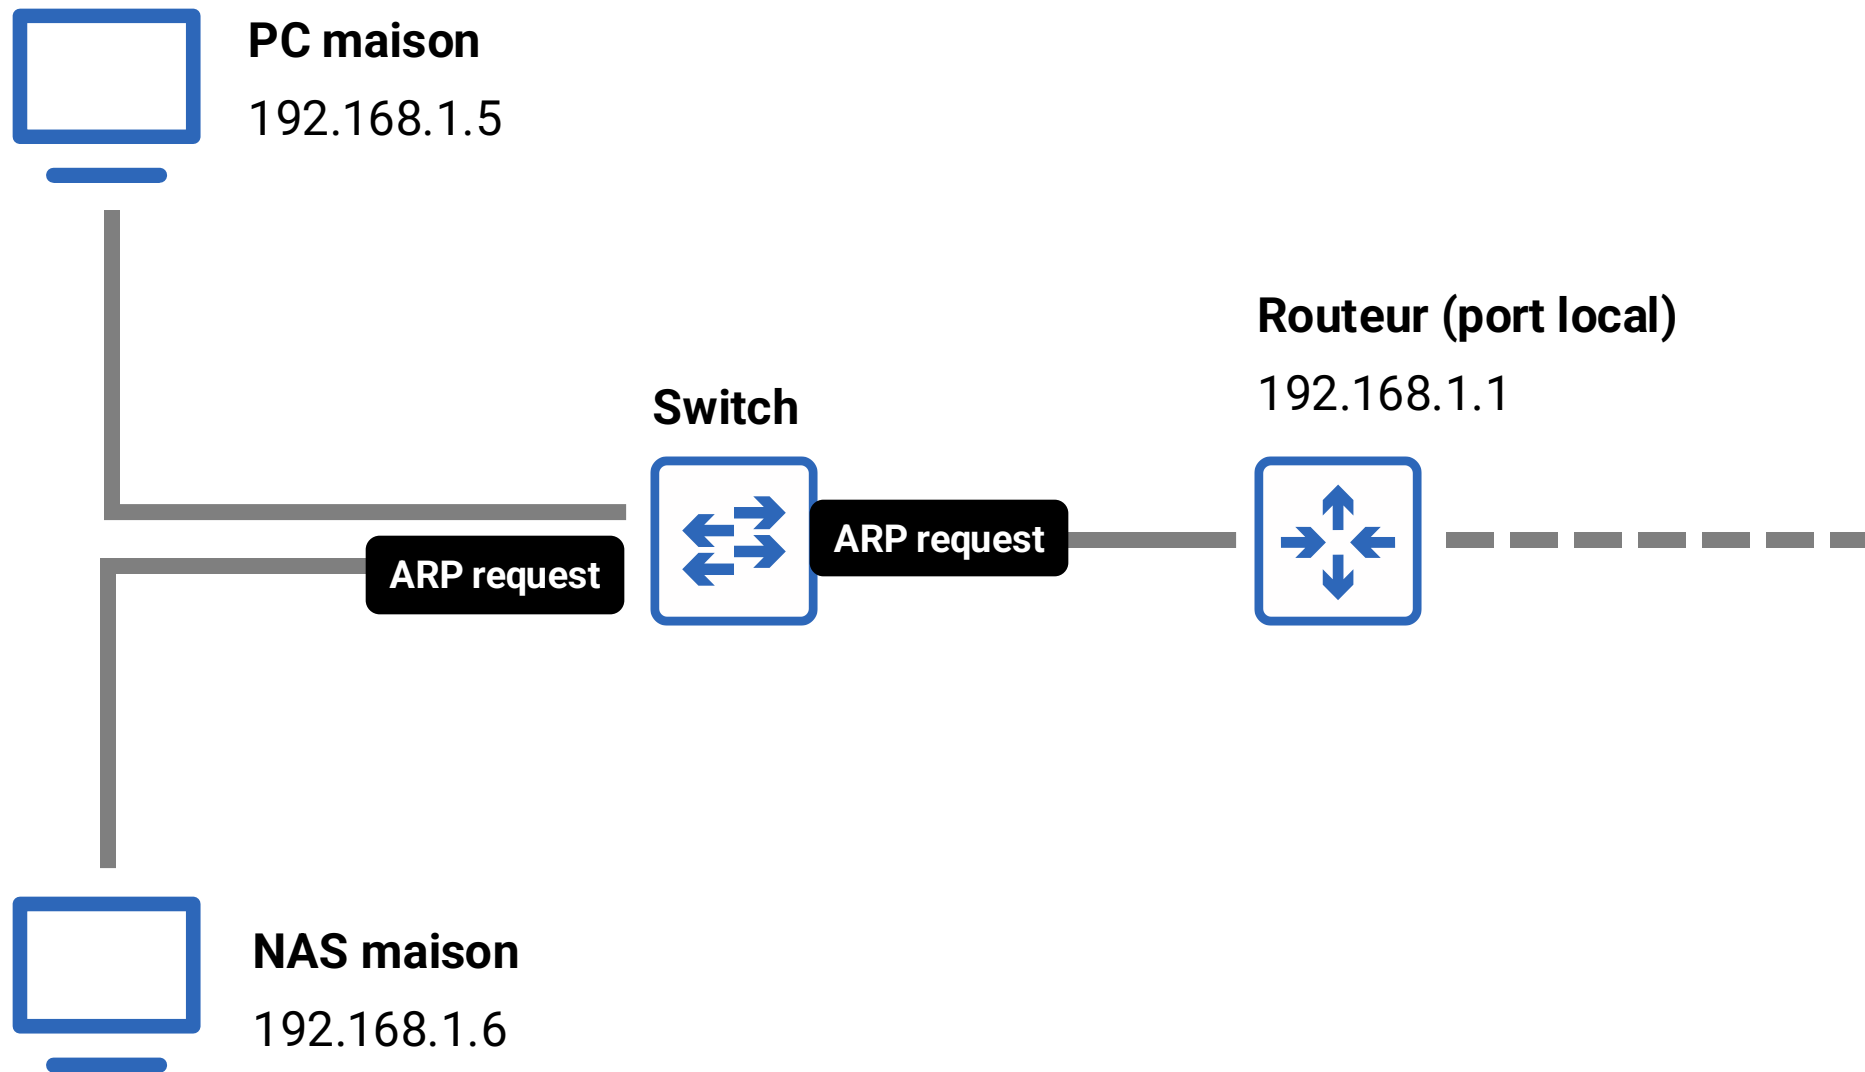 PC maison
192.168.1.5
Routeur (port local)
192.168.1.1
Switch
ARP request
ARP request
NAS maison
192.168.1.6